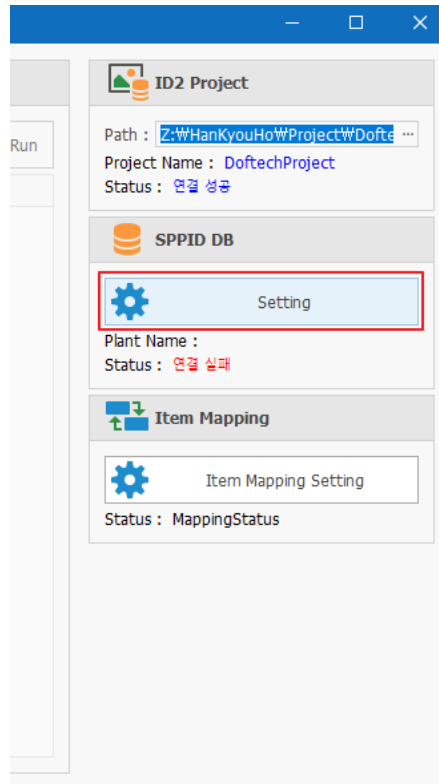 ID2 Project
Run
Path : Z:₩HanKyouHo₩Project₩Dofte ...
Project Name : DoftechProject
Status : 연결 성공
SPPID DB
Setting
Plant Name :
Status : 연결 실패
Item Mapping
Item Mapping Setting
Status : MappingStatus